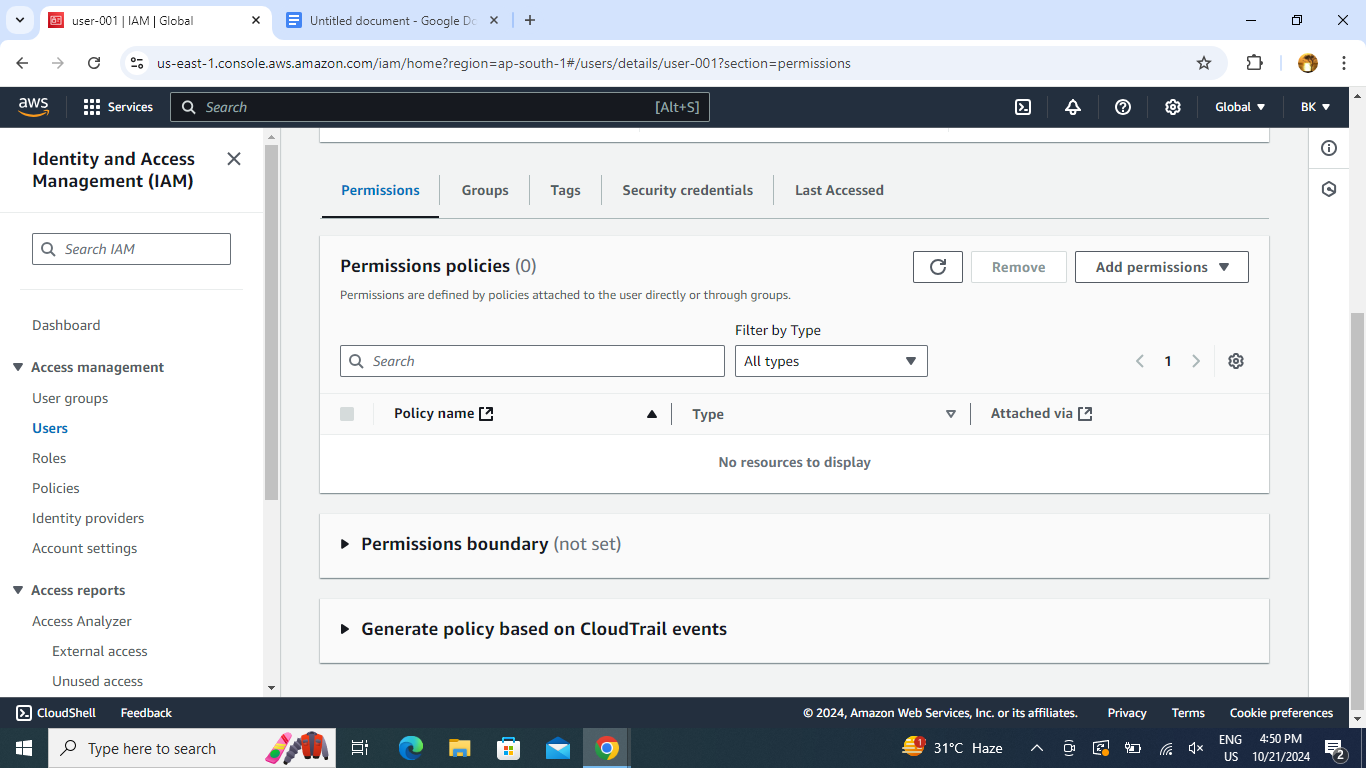 user-001 | IAM | Global
Untitled document - Google Do
us-east-1.console.aws.amazon.com/iam/home?region=ap-south-1#/users/details/user-001?section=permissions
aws
Services
Search
[Alt+S]
Global
BK
Identity and Access
Management (IAM)
Search IAM
Dashboard
Access management
User groups
Users
Roles
Policies
Identity providers
Account settings
Access reports
Access Analyzer
External access
Unused access
Permissions
Groups
Tags
Security credentials
Last Accessed
Permissions policies (0)
Remove
Add permissions
Permissions are defined by policies attached to the user directly or through groups.
Filter by Type
Search
All types
1
Policy name
Type
Attached via
No resources to display
Permissions boundary (not set)
Generate policy based on CloudTrail events
CloudShell
Feedback
© 2024, Amazon Web Services, Inc. or its affiliates.
Privacy
Terms
Cookie preferences
Type here to search
1
31°C Haze
ENG
US
4:50 PM
10/21/2024
2